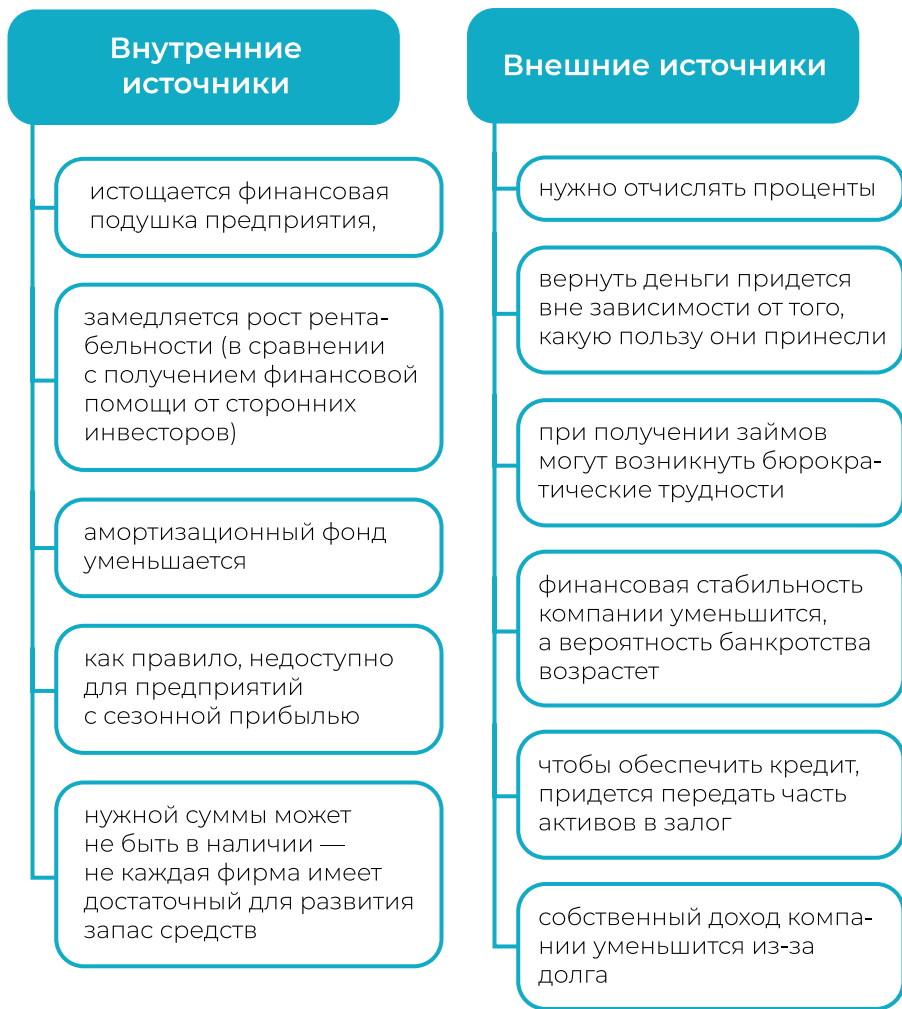 Внутренние
источники
истощается финансовая
подушка предприятия,
замедляется рост рента-
бельности (в сравнении
с получением финансовой
помощи от сторонних
инвесторов)
амортизационный фонд
уменьшается
как правило, недоступно
для предприятий
с сезонной прибылью
нужной суммы может
не быть в наличии —
не каждая фирма имеет
достаточный для развития
запас средств
Внешние источники
нужно отчислять проценты
вернуть деньги придется
вне зависимости от того,
какую пользу они принесли
при получении займов
могут возникнуть бюрокра-
тические трудности
финансовая стабильность
компании уменьшится,
а вероятность банкротства
возрастет
чтобы обеспечить кредит,
придется передать часть
активов в залог
собственный доход компа-
нии уменьшится из-за
долга